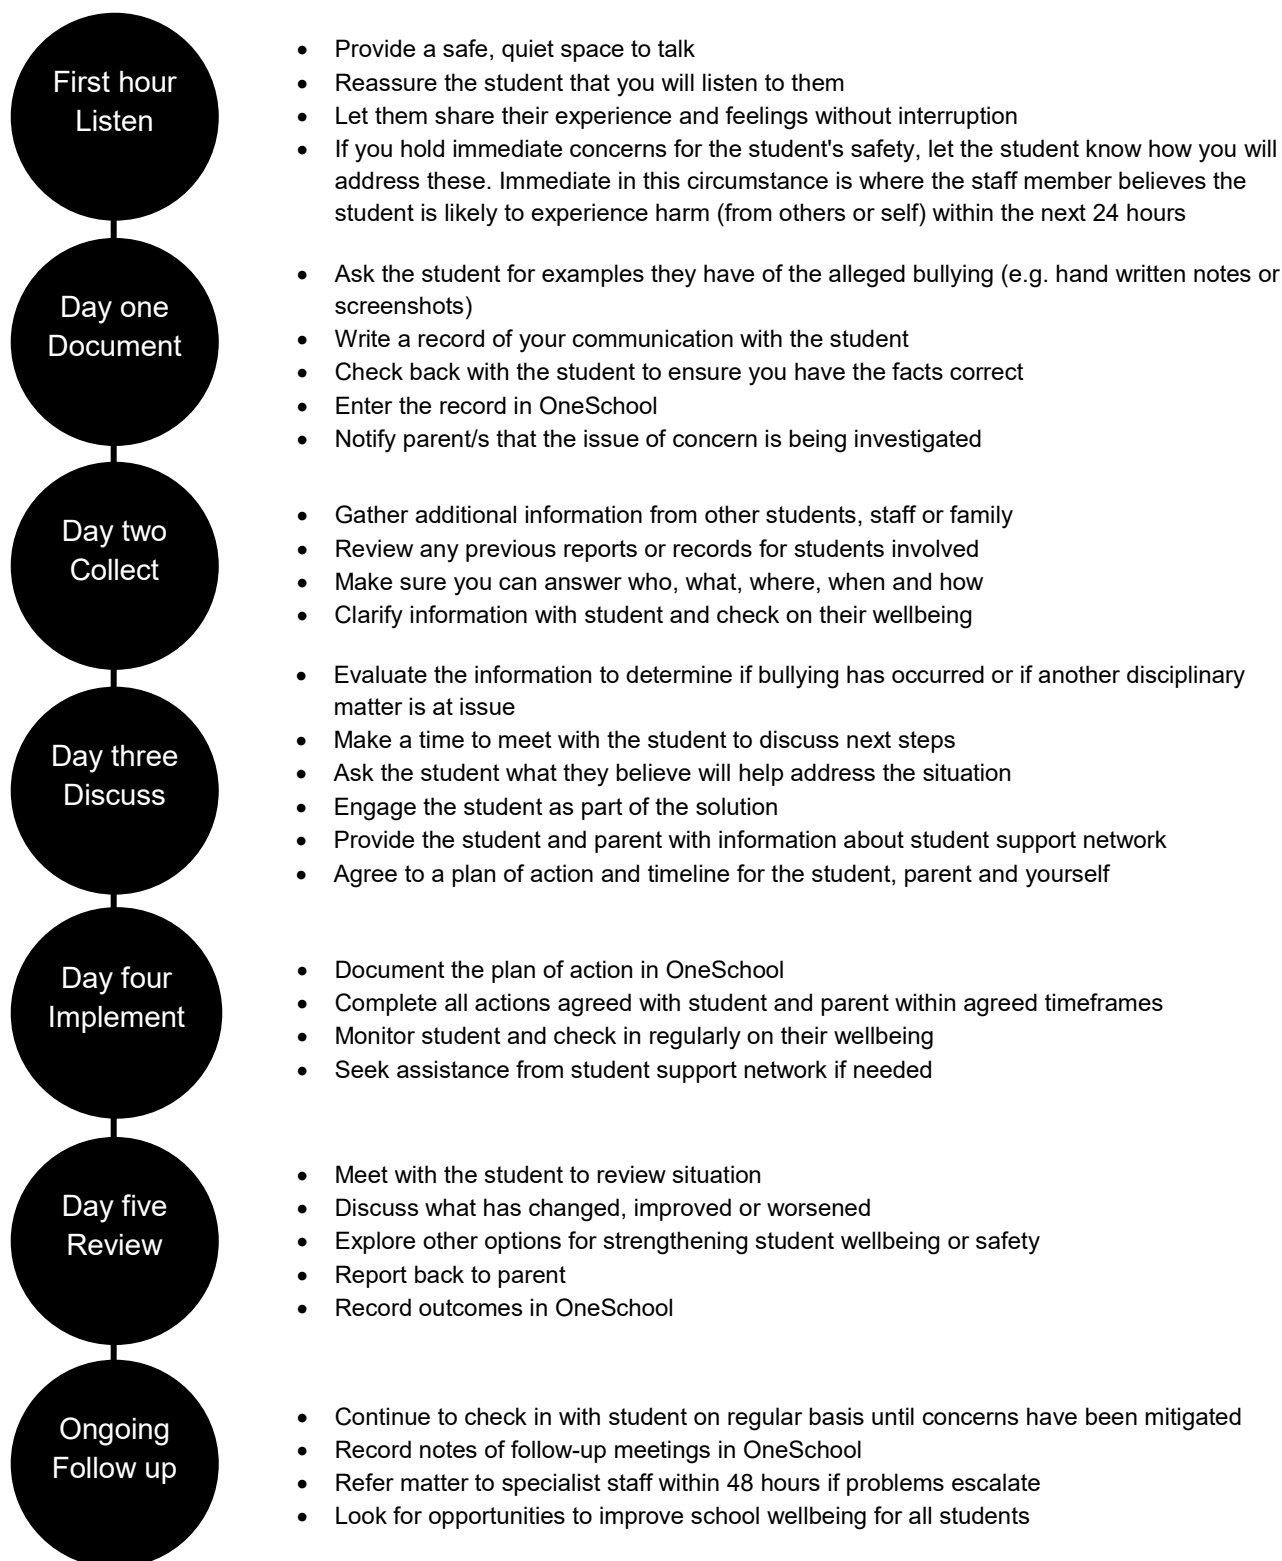 First hour
Listen
• Provide a safe, quiet space to talk
• Reassure the student that you will listen to them
• Let them share their experience and feelings without interruption
• If you hold immediate concerns for the student's safety, let the student know how you will
address these. Immediate in this circumstance is where the staff member believes the
student is likely to experience harm (from others or self) within the next 24 hours
Day one
Document
• Ask the student for examples they have of the alleged bullying (e.g. hand written notes or
screenshots)
• Write a record of your communication with the student
• Check back with the student to ensure you have the facts correct
• Enter the record in OneSchool
• Notify parent/s that the issue of concern is being investigated
Day two
Collect
• Gather additional information from other students, staff or family
• Review any previous reports or records for students involved
• Make sure you can answer who, what, where, when and how
• Clarify information with student and check on their wellbeing
Day three
Discuss
• Evaluate the information to determine if bullying has occurred or if another disciplinary
matter is at issue
• Make a time to meet with the student to discuss next steps
• Ask the student what they believe will help address the situation
• Engage the student as part of the solution
• Provide the student and parent with information about student support network
• Agree to a plan of action and timeline for the student, parent and yourself
Day four
Implement
• Document the plan of action in OneSchool
• Complete all actions agreed with student and parent within agreed timeframes
• Monitor student and check in regularly on their wellbeing
• Seek assistance from student support network if needed
Day five
Review
• Meet with the student to review situation
• Discuss what has changed, improved or worsened
• Explore other options for strengthening student wellbeing or safety
• Report back to parent
• Record outcomes in OneSchool
Ongoing
Follow up
• Continue to check in with student on regular basis until concerns have been mitigated
• Record notes of follow-up meetings in OneSchool
• Refer matter to specialist staff within 48 hours if problems escalate
• Look for opportunities to improve school wellbeing for all students